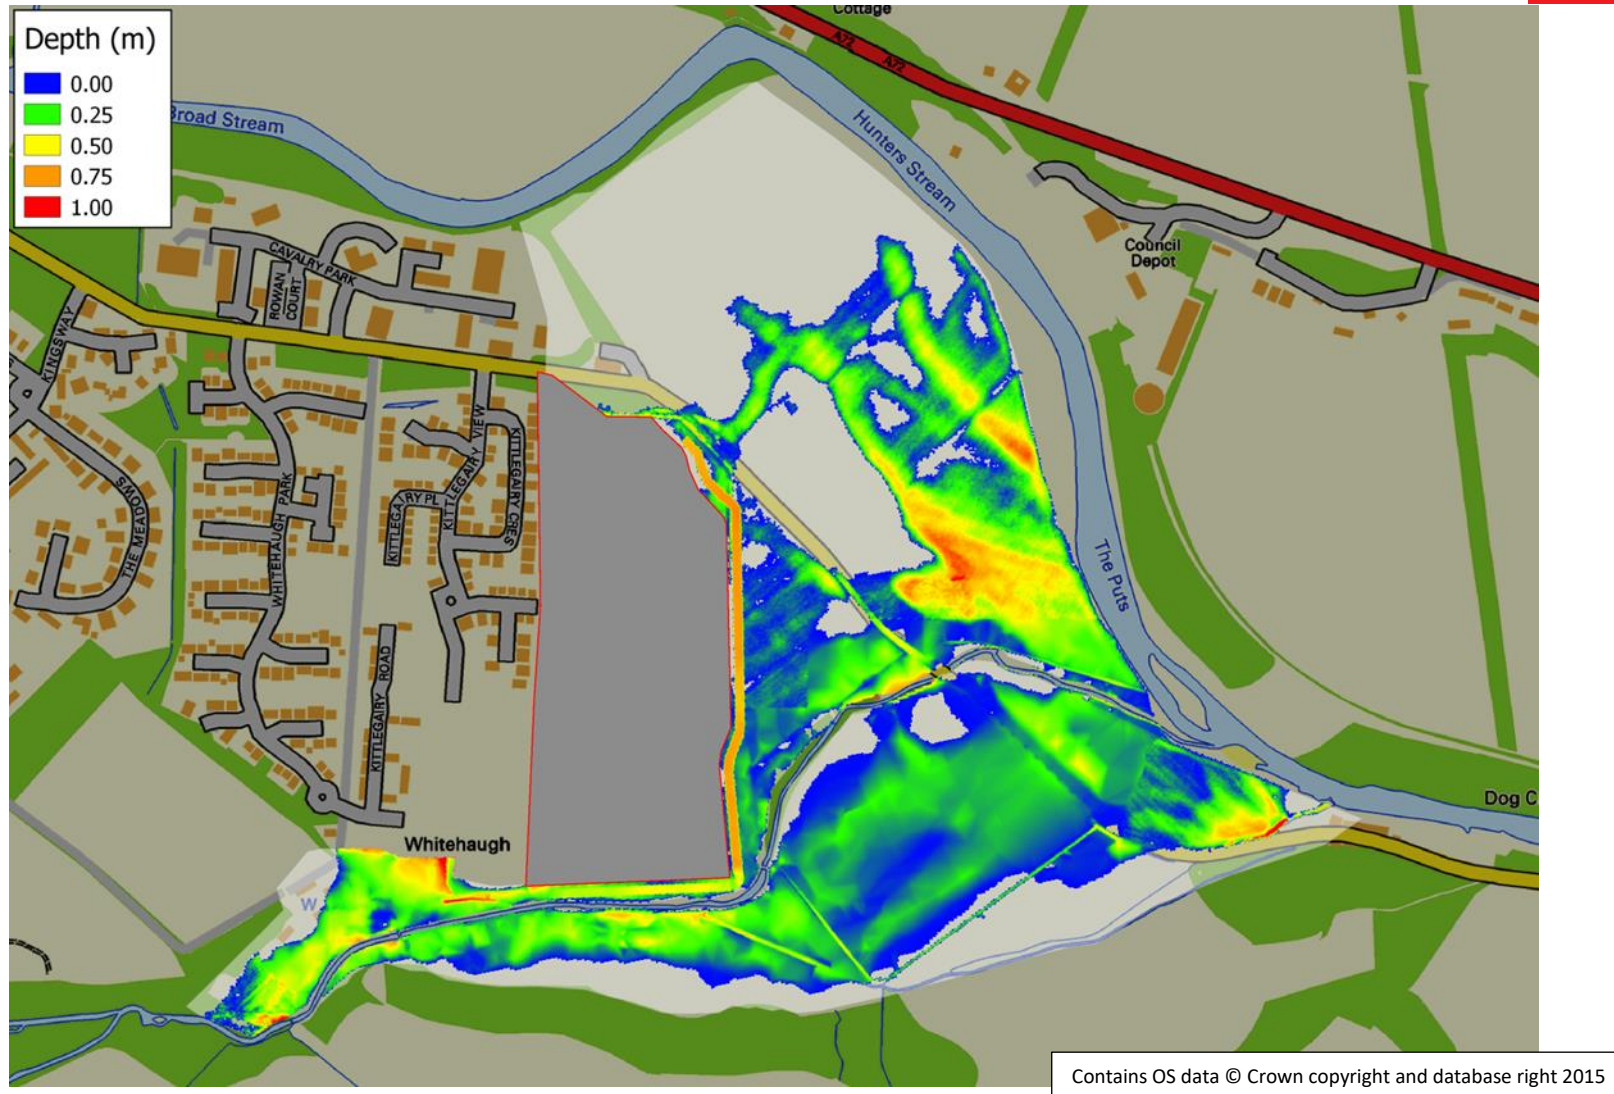 Cottage
Depth (m)
0.00
0.25
0.50
0.75
1.00
A72
A72
Broad Stream
Hunters Stream
CAVALRY PARK
ROWAN
COURT
Council
Depot
KINGSWAY
KITTLEGAIRY VIEW
KITTLEGAIRY CRES
WHITEHAUGH PARK
THE MEADOWS
The Puts
KITTLEGAIRY ROAD
Dog C
Whitehaugh
W
Contains OS data © Crown copyright and database right 2015